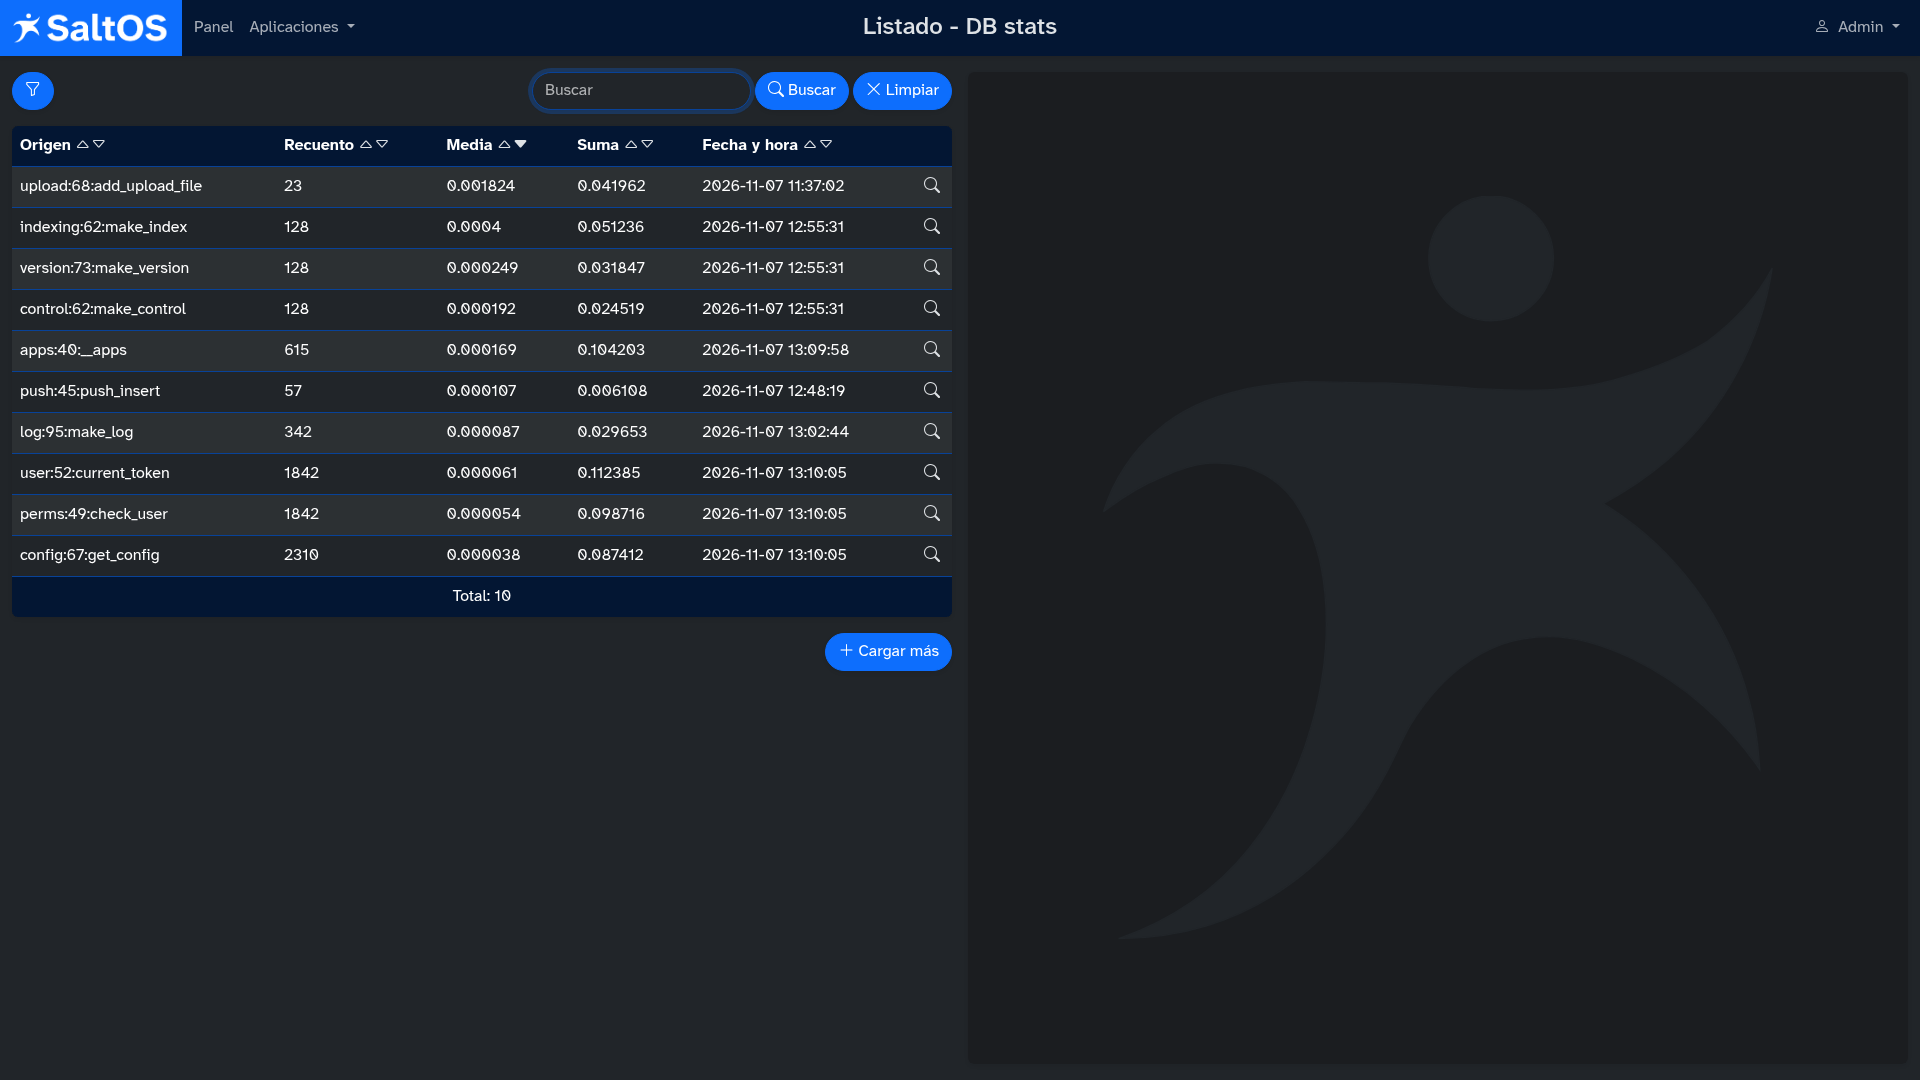 SaltOS Panel Aplicaciones Listado - DB stats Admin
Buscar Buscar Limpiar
Origen Recuento Media Suma Fecha y hora
upload:68:add_upload_file 23 0.001824 0.041962 2026-11-07 11:37:02
indexing:62:make_index 128 0.0004 0.051236 2026-11-07 12:55:31
version:73:make_version 128 0.000249 0.031847 2026-11-07 12:55:31
control:62:make_control 128 0.000192 0.024519 2026-11-07 12:55:31
apps:40:__apps 615 0.000169 0.104203 2026-11-07 13:09:58
push:45:push_insert 57 0.000107 0.006108 2026-11-07 12:48:19
log:95:make_log 342 0.000087 0.029653 2026-11-07 13:02:44
user:52:current_token 1842 0.000061 0.112385 2026-11-07 13:10:05
perms:49:check_user 1842 0.000054 0.098716 2026-11-07 13:10:05
config:67:get_config 2310 0.000038 0.087412 2026-11-07 13:10:05
Total: 10
Cargar más